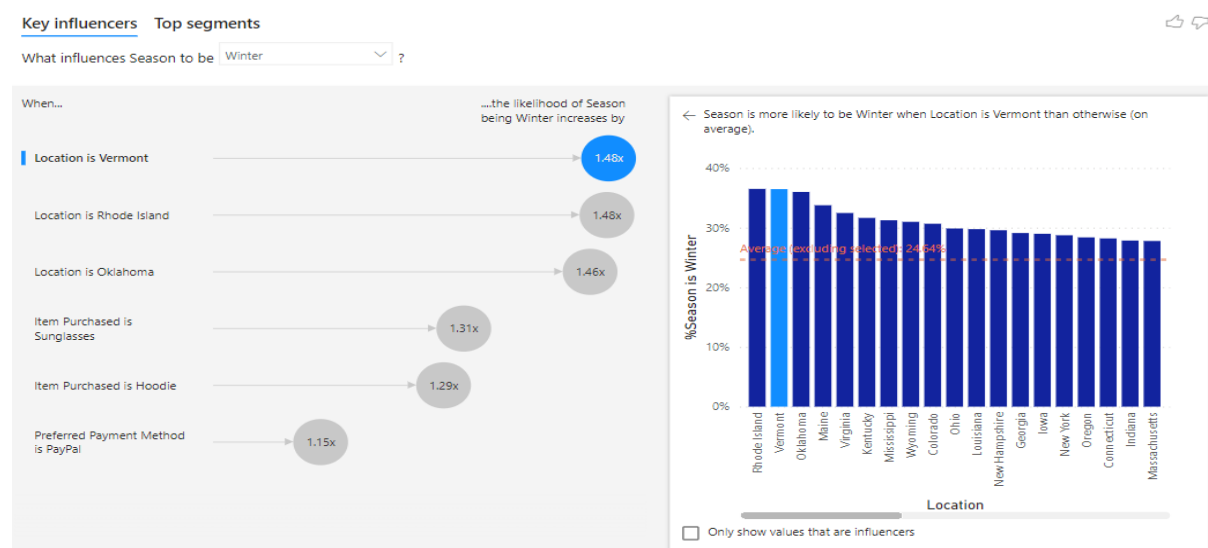 Key influencers Top segments
What influences Season to be Winter ?
When...
....the likelihood of Season
being Winter increases by
Location is Vermont
1.48x
Location is Rhode Island
1.48x
Location is Oklahoma
1.46x
Item Purchased is
Sunglasses
1.31x
Item Purchased is Hoodie
1.29x
Preferred Payment Method
is PayPal
1.15x
← Season is more likely to be Winter when Location is Vermont than otherwise (on
average).
%Season is Winter
40%
30%
20%
10%
0%
Average (excluding selected): 24.64%
Rhode Island
Vermont
Oklahoma
Maine
Virginia
Kentucky
Mississippi
Wyoming
Colorado
Ohio
Louisiana
New Hampshire
Georgia
Iowa
New York
Oregon
Connecticut
Indiana
Massachusetts
Location
Only show values that are influencers